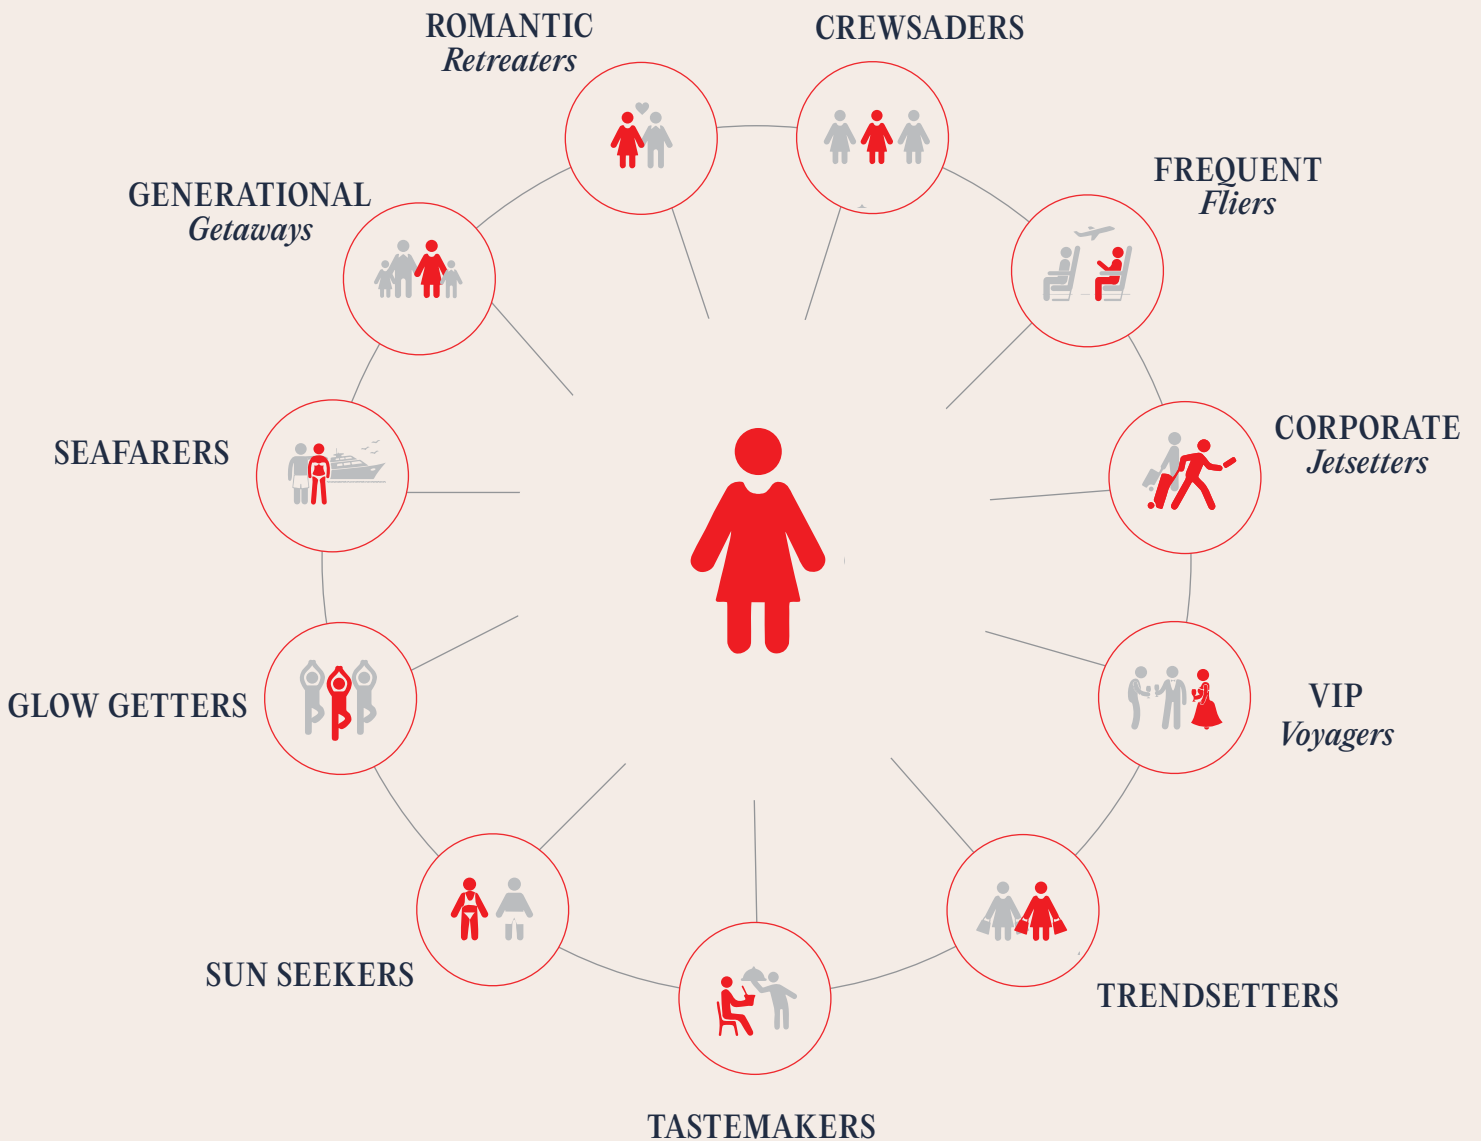 ROMANTIC
Retreaters
CREWSADERS
FREQUENT
Fliers
GENERATIONAL
Getaways
CORPORATE
Jetsetters
SEAFARERS
VIP
Voyagers
GLOW GETTERS
SUN SEEKERS
TRENDSETTERS
TASTEMAKERS